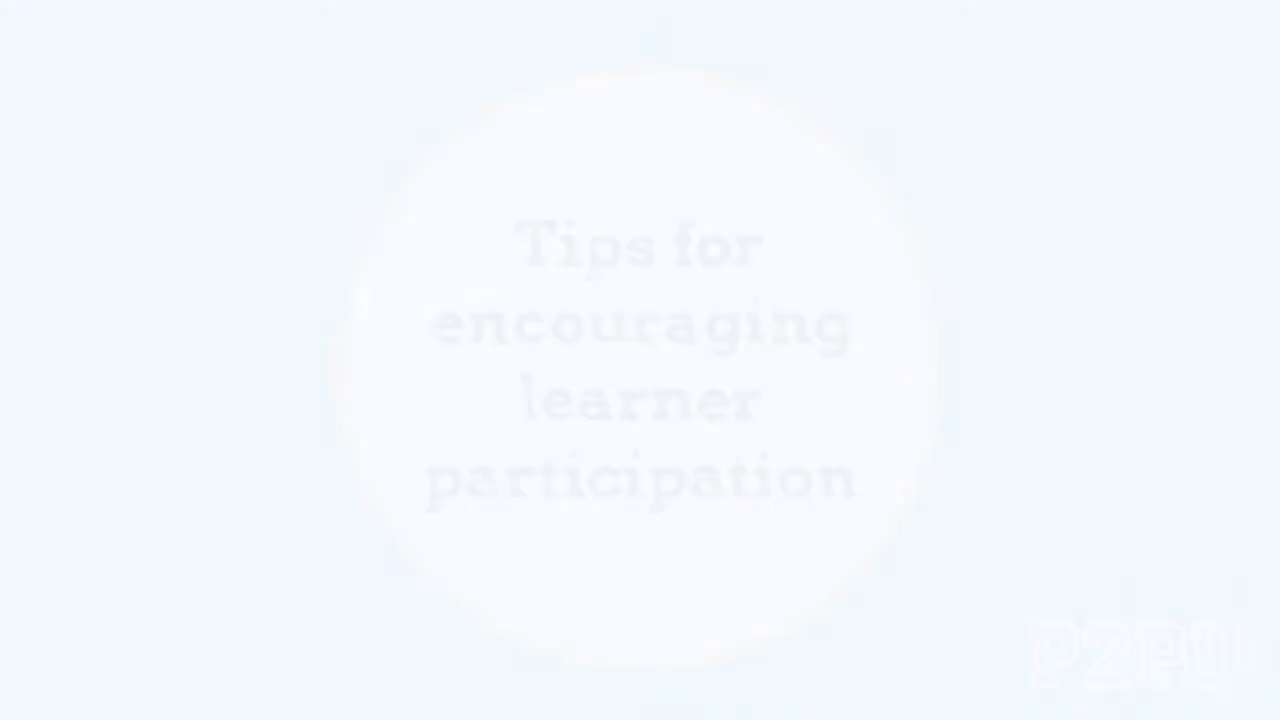 Tips for
encouraging
learner
participation
P2PU